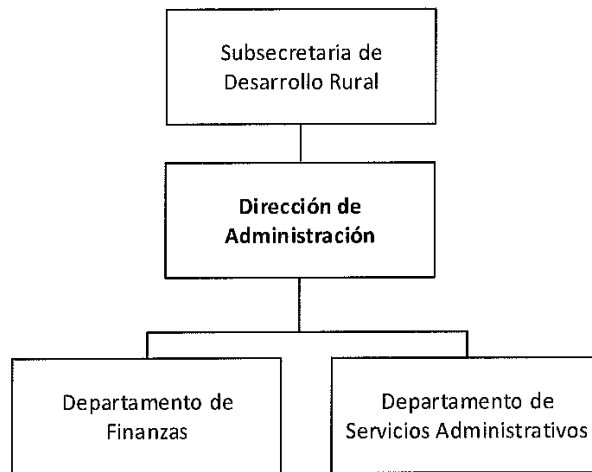 Subsecretaria de
Desarrollo Rural
Dirección de
Administración
Departamento de
Finanzas
Departamento de
Servicios Administrativos